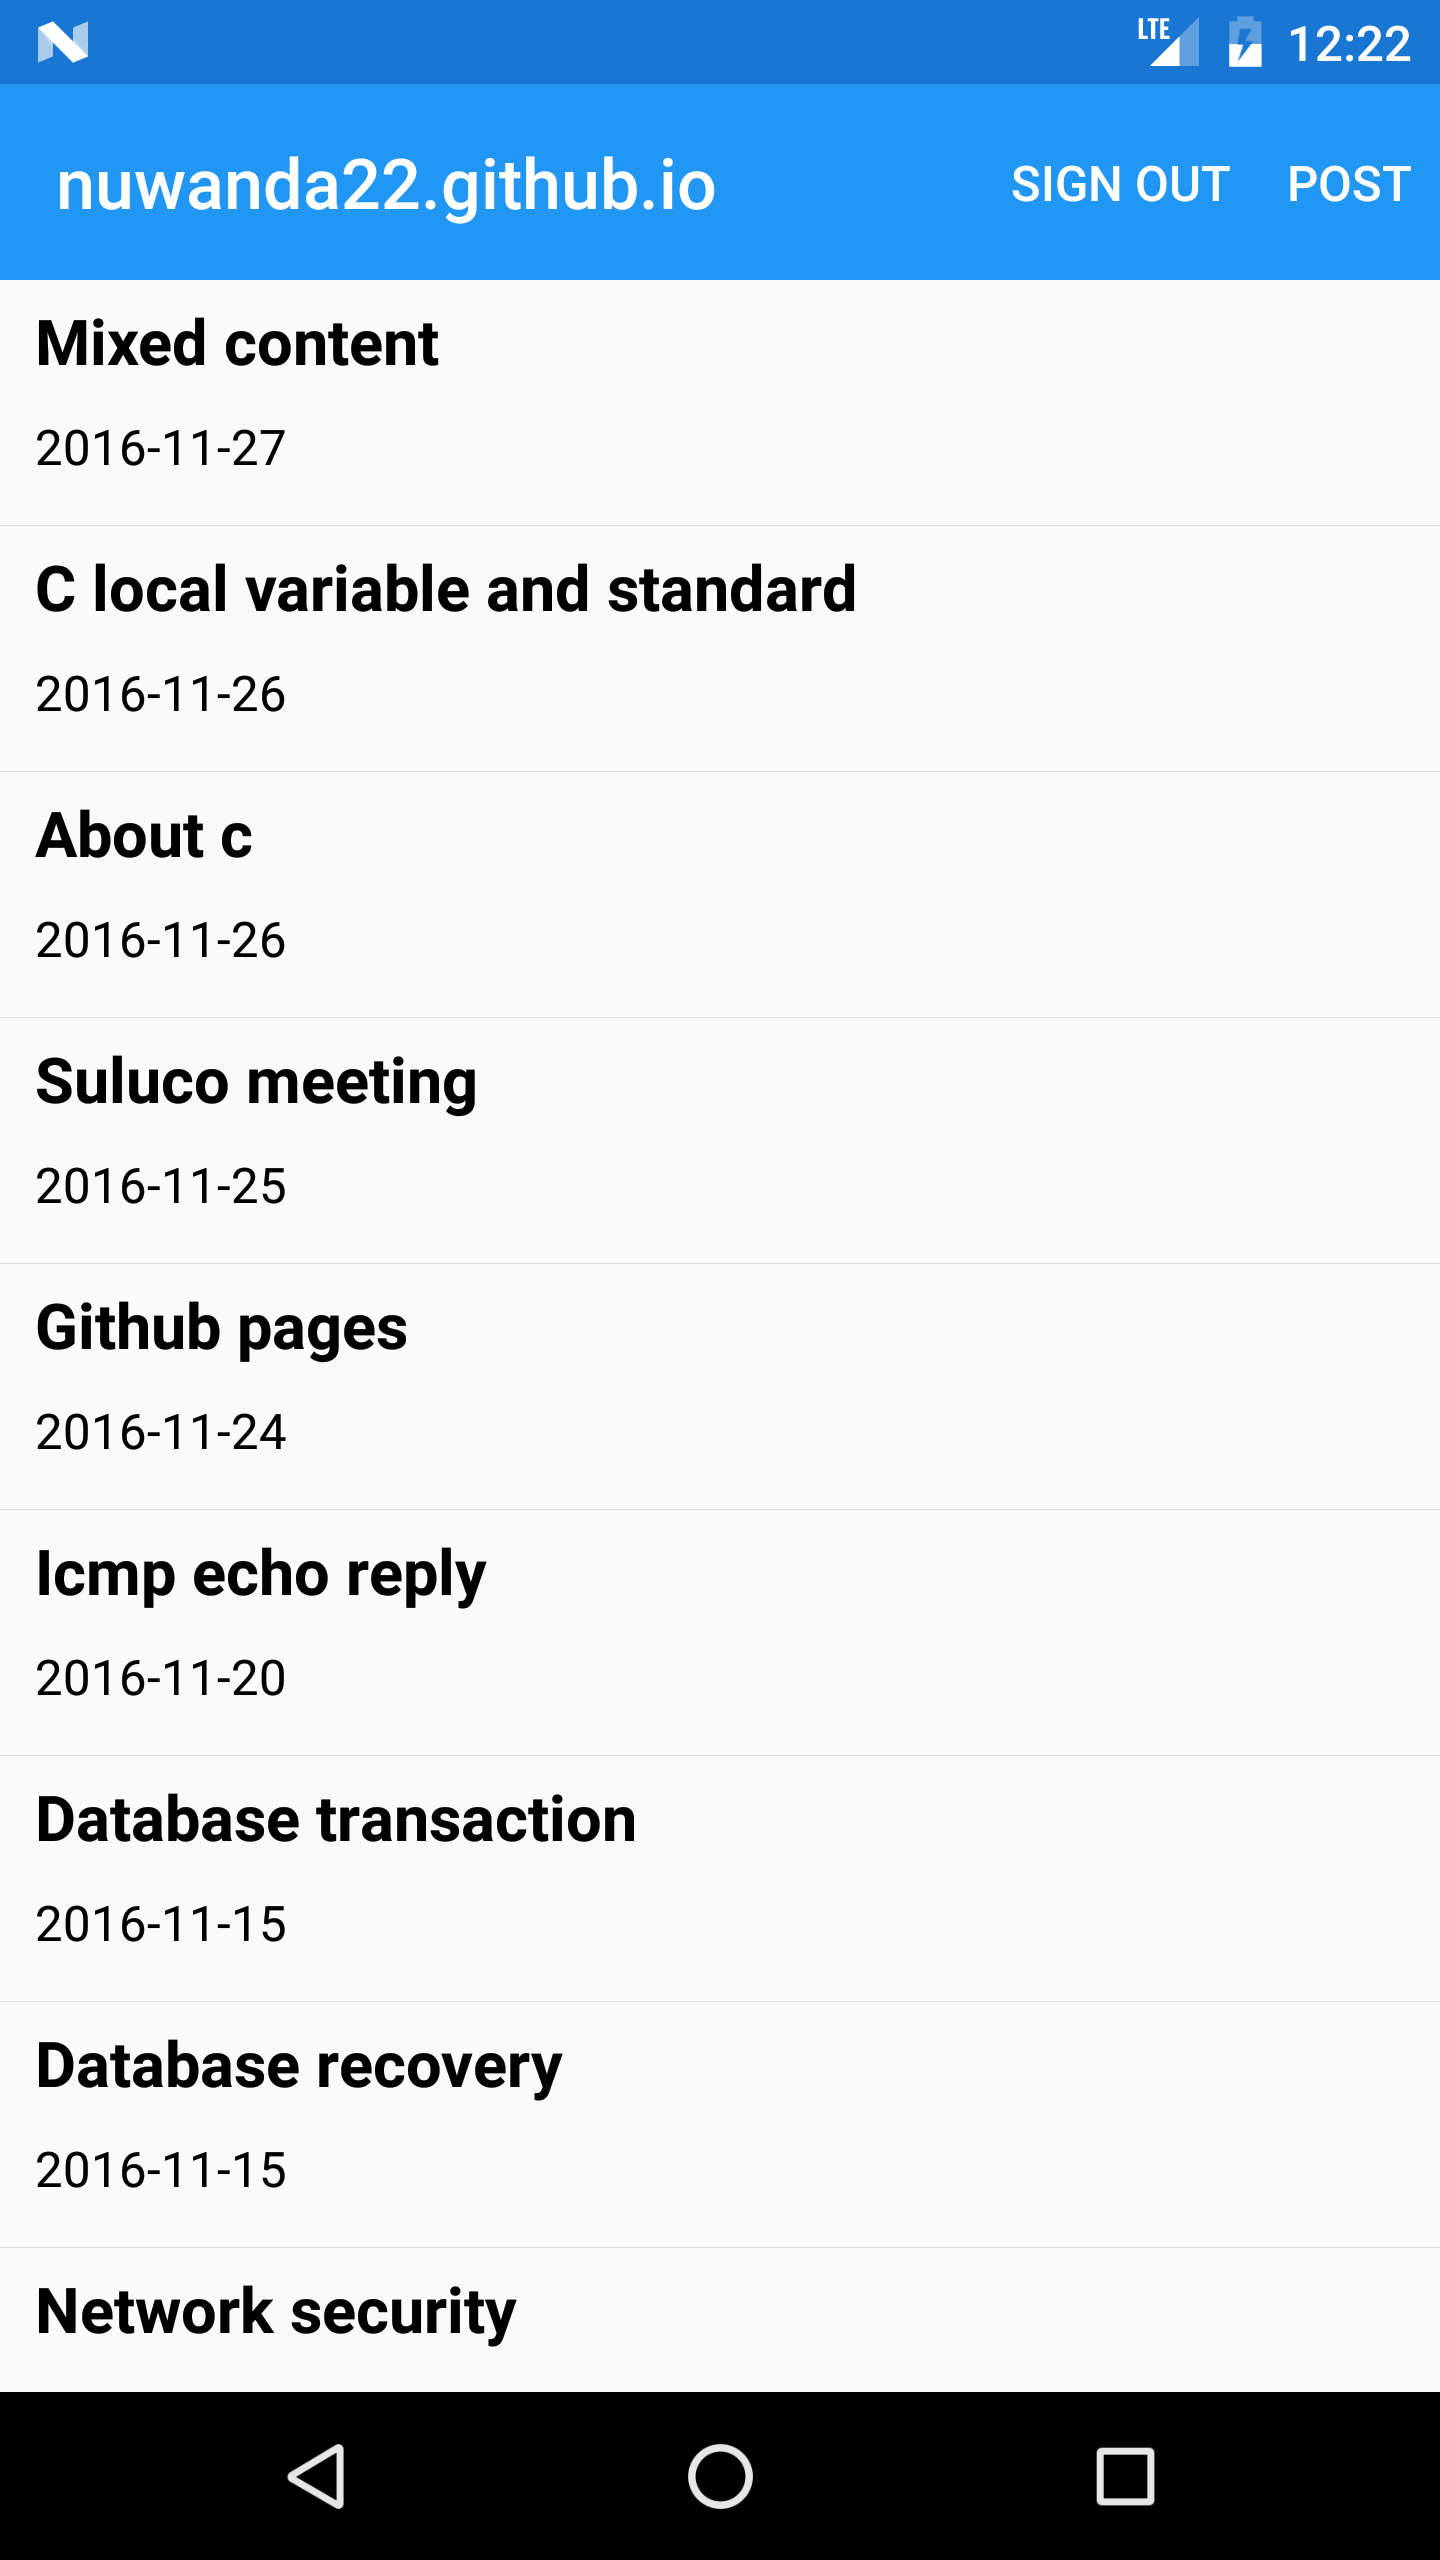 LTE 12:22
nuwanda22.github.io SIGN OUT POST
Mixed content
2016-11-27
C local variable and standard
2016-11-26
About c
2016-11-26
Suluco meeting
2016-11-25
Github pages
2016-11-24
Icmp echo reply
2016-11-20
Database transaction
2016-11-15
Database recovery
2016-11-15
Network security